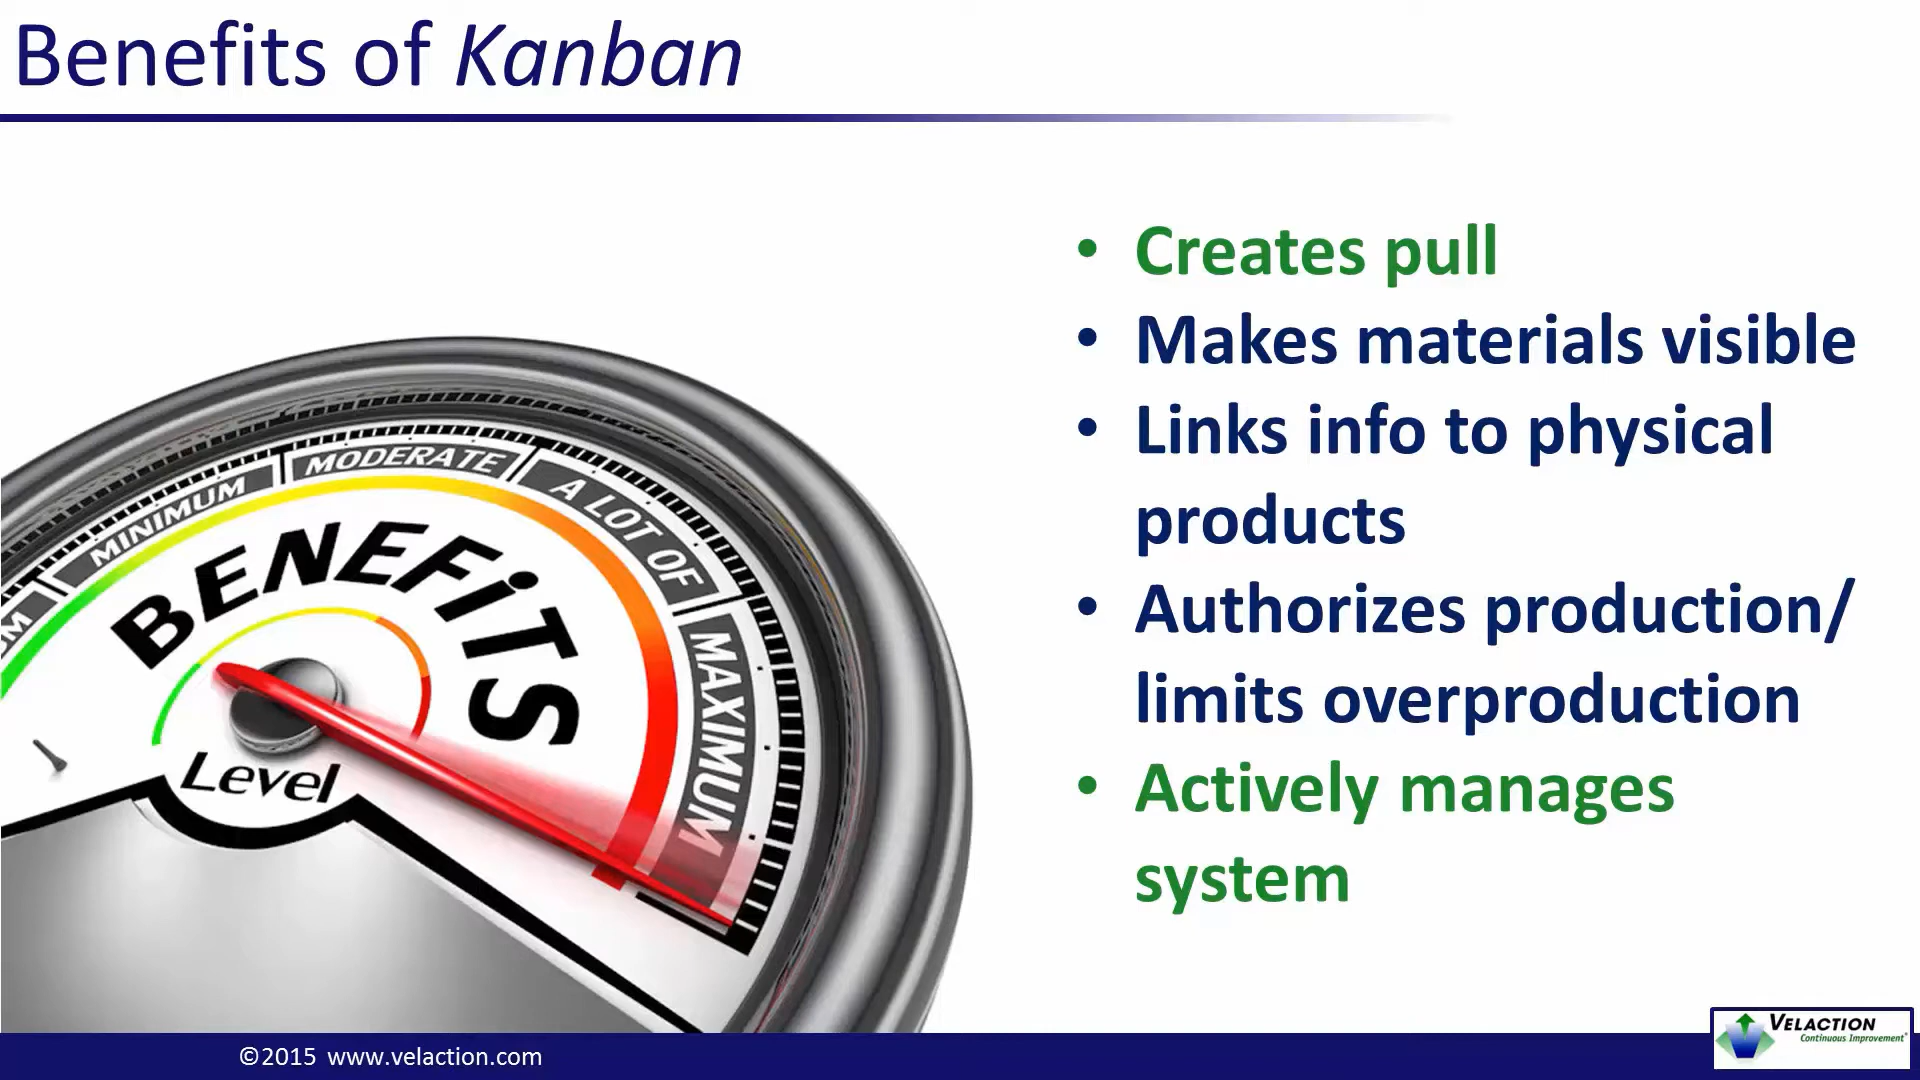 Benefits of Kanban
• Creates pull
• Makes materials visible
• Links info to physical
products
• Authorizes production/
limits overproduction
• Actively manages
system
MINIMUM
MODERATE
A LOT OF
MAXIMUM
BENEFiTS
Level
©2015 www.velaction.com
VELACTION
Continuous Improvement